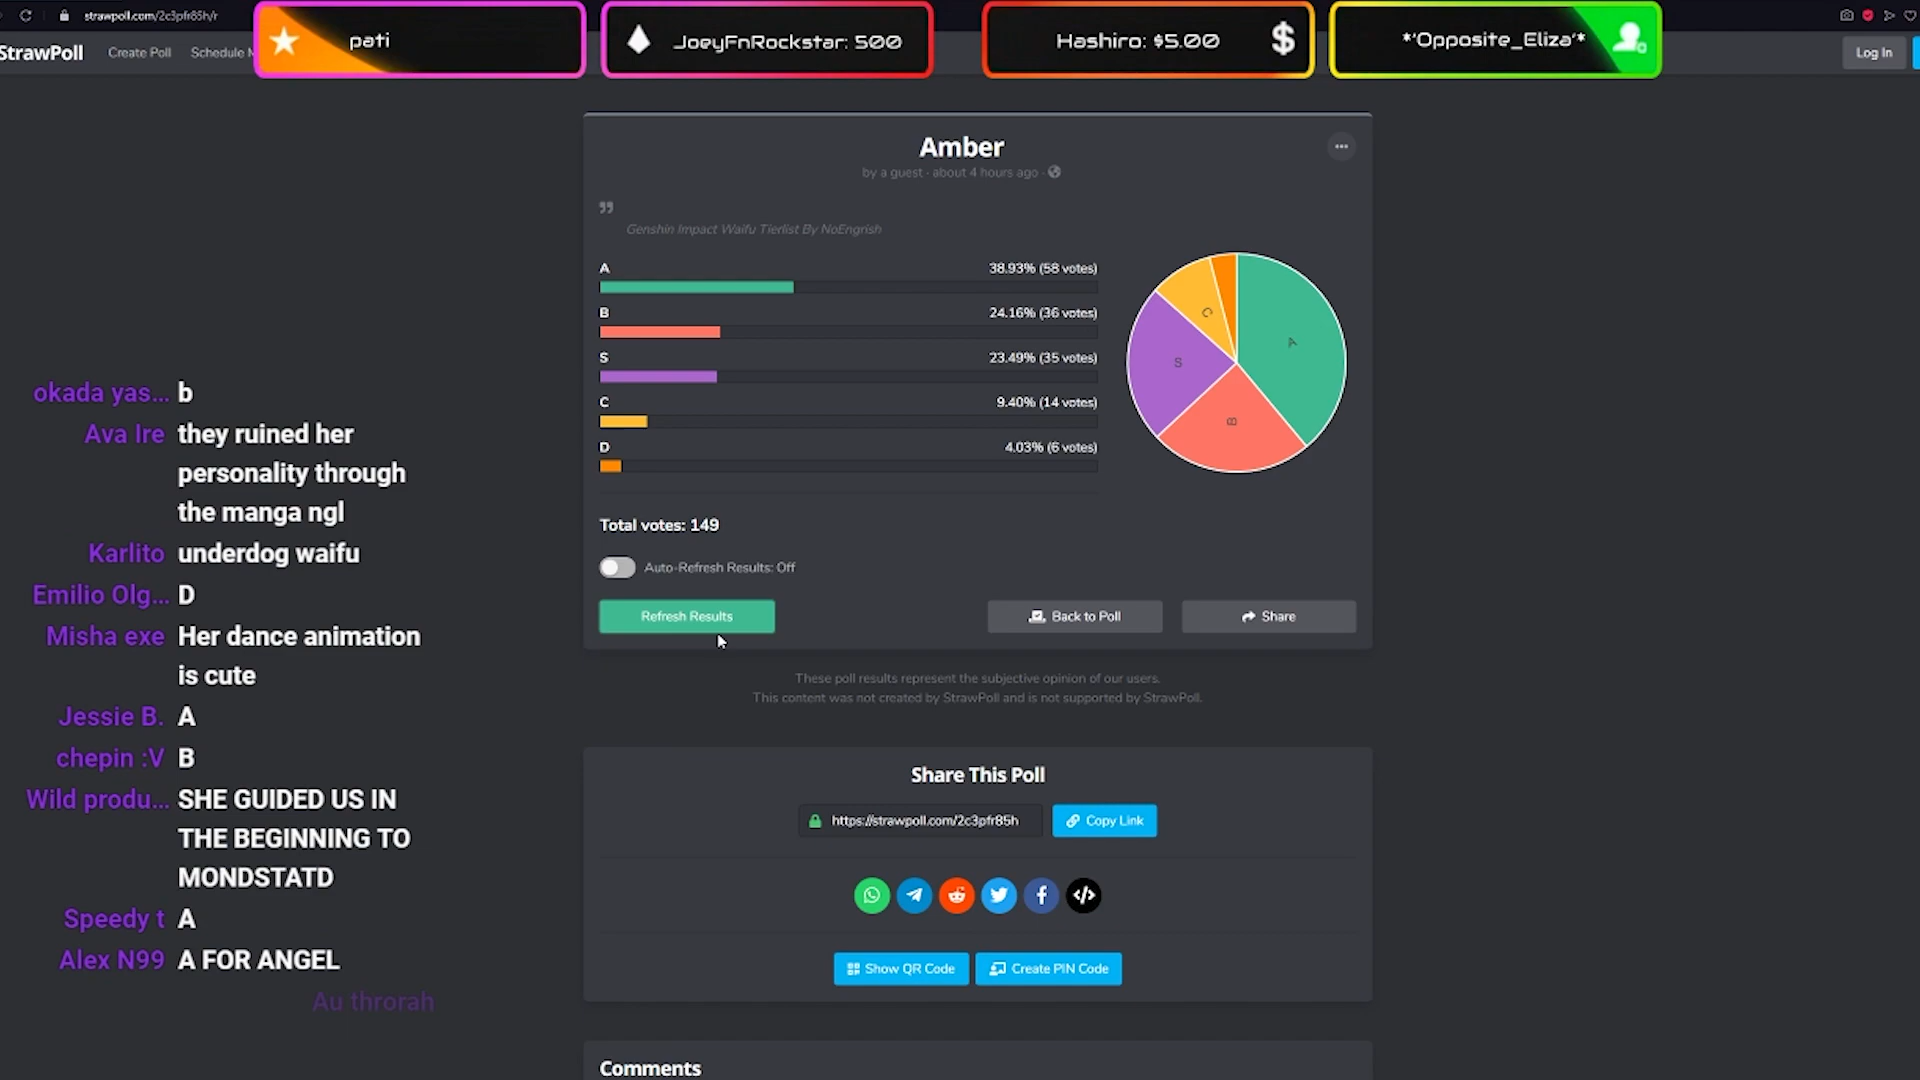 strawpoll.com/2c3pfr85h/r
StrawPoll
Create Poll
Schedule M
pati
JoeyFnRockstar: 500
Hashiro: $5.00
$
*'Opposite_Eliza'*
Log In
Amber
by a guest · about 4 hours ago ·
Genshin Impact Waifu Tierlist By NoEngrish
A 38.93% (58 votes)
B 24.16% (36 votes)
S 23.49% (35 votes)
C 9.40% (14 votes)
D 4.03% (6 votes)
A
B
S
C
Total votes: 149
Auto-Refresh Results: Off
Refresh Results
Back to Poll
Share
These poll results represent the subjective opinion of our users.
This content was not created by StrawPoll and is not supported by StrawPoll.
Share This Poll
https://strawpoll.com/2c3pfr85h
Copy Link
Show QR Code
Create PIN Code
Comments
okada yas... b
Ava Ire they ruined her
personality through
the manga ngl
Karlito underdog waifu
Emilio Olg... D
Misha exe Her dance animation
is cute
Jessie B. A
chepin :V B
Wild produ... SHE GUIDED US IN
THE BEGINNING TO
MONDSTATD
Speedy t A
Alex N99 A FOR ANGEL
Au throrah